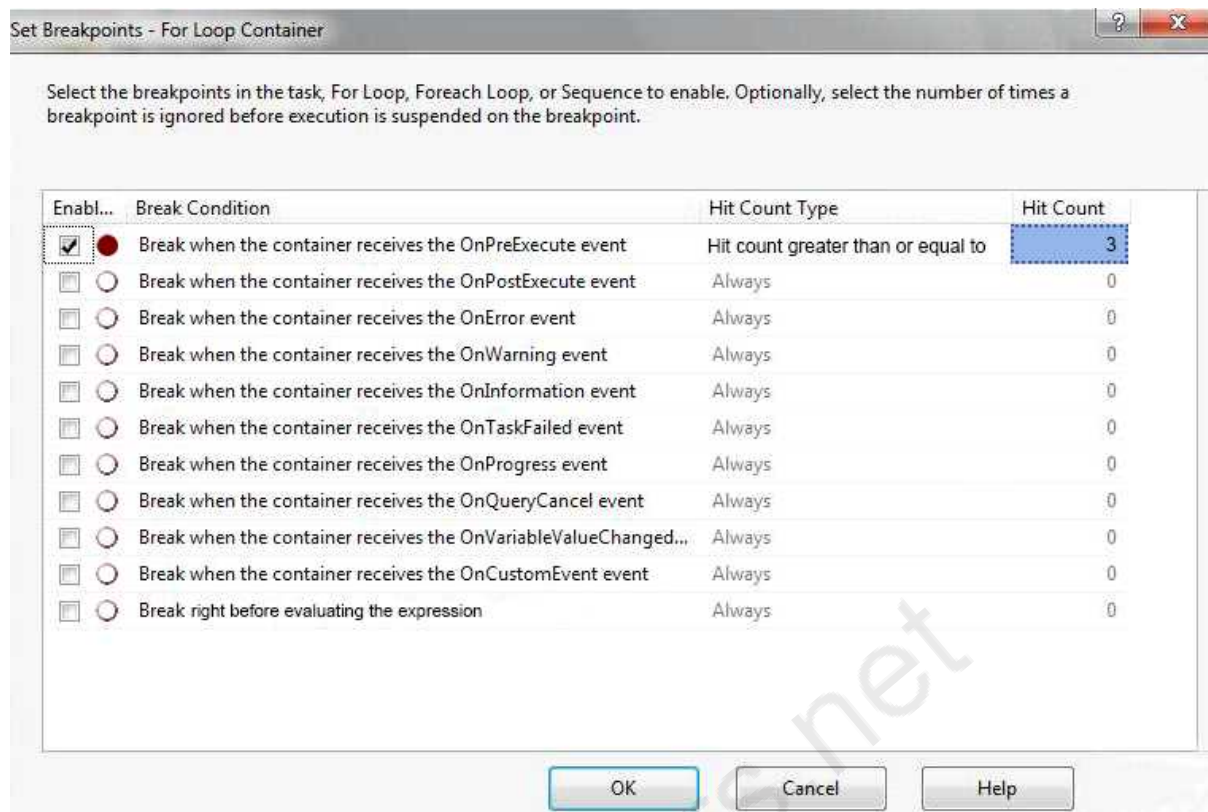 Set Breakpoints - For Loop Container
?
X
Select the breakpoints in the task, For Loop, Foreach Loop, or Sequence to enable. Optionally, select the number of times a
breakpoint is ignored before execution is suspended on the breakpoint.
Enabl... Break Condition Hit Count Type Hit Count
Break when the container receives the OnPreExecute event Hit count greater than or equal to 3
Break when the container receives the OnPostExecute event Always 0
Break when the container receives the OnError event Always 0
Break when the container receives the OnWarning event Always 0
Break when the container receives the OnInformation event Always 0
Break when the container receives the OnTaskFailed event Always 0
Break when the container receives the OnProgress event Always 0
Break when the container receives the OnQueryCancel event Always 0
Break when the container receives the OnVariableValueChanged... Always 0
Break when the container receives the OnCustomEvent event Always 0
Break right before evaluating the expression Always 0
OK Cancel Help